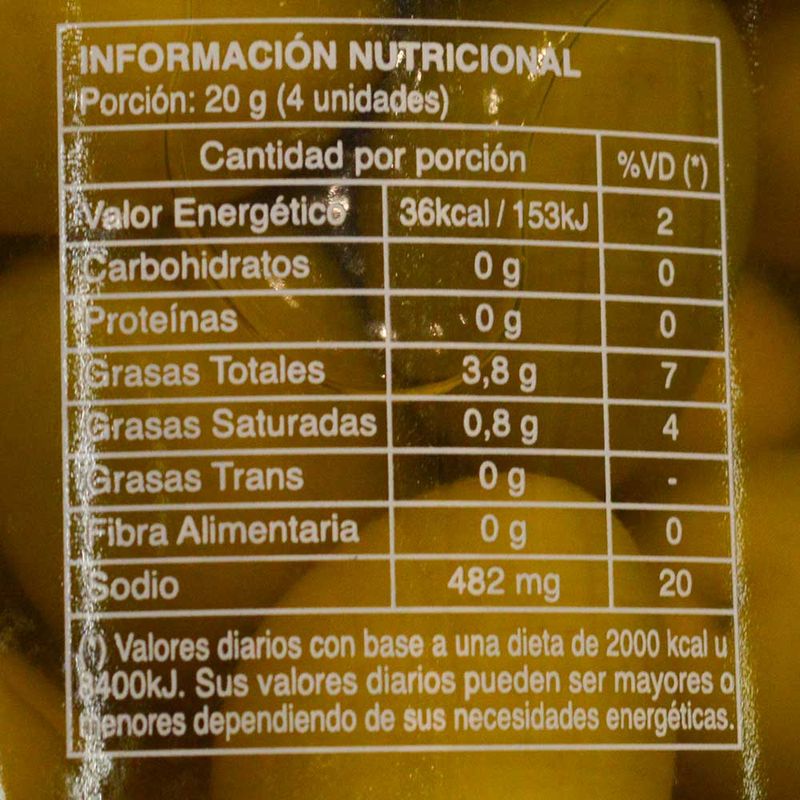 INFORMACIÓN NUTRICIONAL
Porción: 20 g (4 unidades)
Cantidad por porción %VD (*)
Valor Energético 36kcal / 153kJ 2
Carbohidratos 0 g 0
Proteínas 0 g 0
Grasas Totales 3,8 g 7
Grasas Saturadas 0,8 g 4
Grasas Trans 0 g -
Fibra Alimentaria 0 g 0
Sodio 482 mg 20
(*) Valores diarios con base a una dieta de 2000 kcal u
8400kJ. Sus valores diarios pueden ser mayores o
menores dependiendo de sus necesidades energéticas.